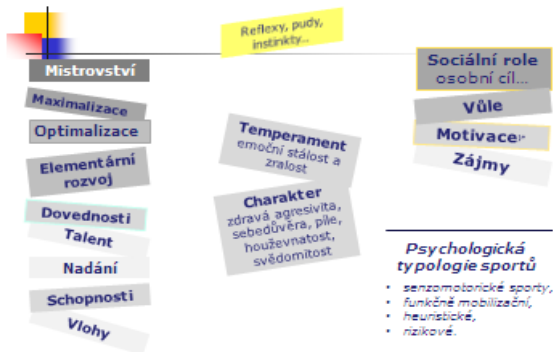 Reflexy, pudy,
instinkty…
Mistrovství
Maximalizace
Optimalizace
Elementární
rozvoj
Dovednosti
Talent
Nadání
Schopnosti
Vlohy
Temperament
emoční stálost a
zralost
Charakter
zdravá agresivita,
sebedůvěra, píle,
houževnatost,
svědomitost
Sociální role
osobní cíl…
Vůle
Motivace
Zájmy
Psychologická
typologie sportů
• senzomotorické sporty,
• funkčně mobilizační,
• heuristické,
• rizikové.